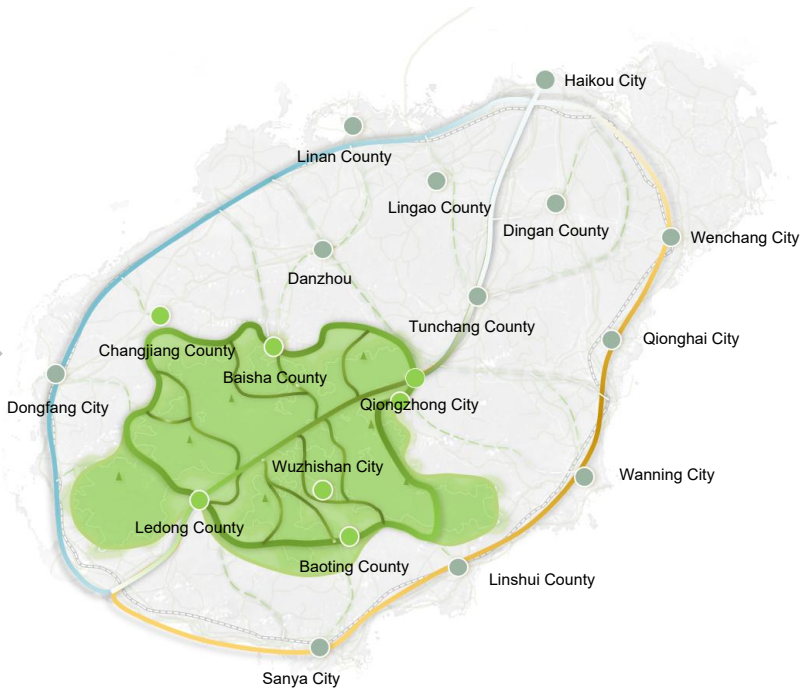 Haikou City
Linan County
Lingao County
Dingan County
Wenchang City
Danzhou
Tunchang County
Qionghai City
Changjiang County
Baisha County
Dongfang City
Qiongzhong City
Wuzhishan City
Wanning City
Ledong County
Baoting County
Linshui County
Sanya City